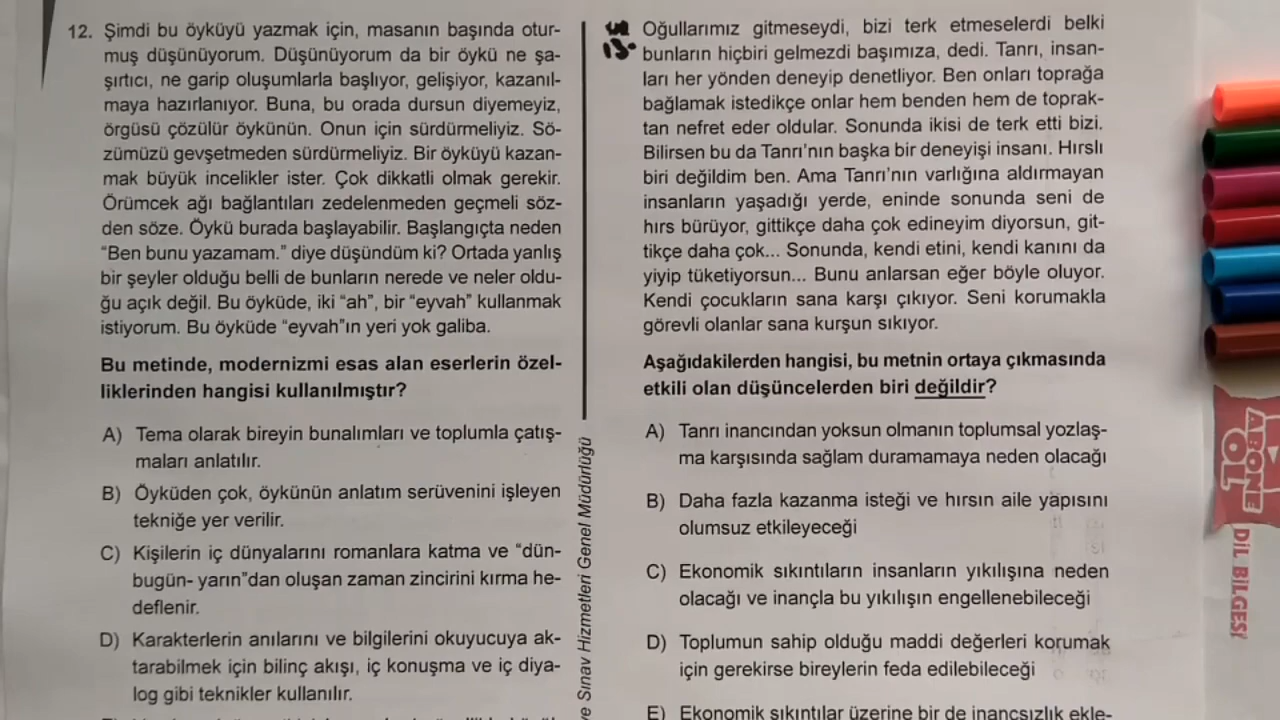 12. Şimdi bu öyküyü yazmak için, masanın başında otur-
muş düşünüyorum. Düşünüyorum da bir öykü ne şa-
şırtıcı, ne garip oluşumlarla başlıyor, gelişiyor, kazanıl-
maya hazırlanıyor. Buna, bu orada dursun diyemeyiz,
örgüsü çözülür öykünün. Onun için sürdürmeliyiz. Sö-
zümüzü gevşetmeden sürdürmeliyiz. Bir öyküyü kazan-
mak büyük incelikler ister. Çok dikkatli olmak gerekir.
Örümcek ağı bağlantıları zedelenmeden geçmeli söz-
den söze. Öykü burada başlayabilir. Başlangıçta neden
“Ben bunu yazamam.” diye düşündüm ki? Ortada yanlış
bir şeyler olduğu belli de bunların nerede ve neler oldu-
ğu açık değil. Bu öyküde, iki “ah”, bir “eyvah” kullanmak
istiyorum. Bu öyküde “eyvah”ın yeri yok galiba.
Bu metinde, modernizmi esas alan eserlerin özel-
liklerinden hangisi kullanılmıştır?
A) Tema olarak bireyin bunalımları ve toplumla çatış-
maları anlatılır.
B) Öyküden çok, öykünün anlatım serüvenini işleyen
tekniğe yer verilir.
C) Kişilerin iç dünyalarını romanlara katma ve “dün-
bugün- yarın”dan oluşan zaman zincirini kırma he-
deflenir.
D) Karakterlerin anılarını ve bilgilerini okuyucuya ak-
tarabilmek için bilinç akışı, iç konuşma ve iç diya-
log gibi teknikler kullanılır.
Sınav Hizmetleri Genel Müdürlüğü
13. Oğullarımız gitmeseydi, bizi terk etmeselerdi belki
bunların hiçbiri gelmezdi başımıza, dedi. Tanrı, insan-
ları her yönden deneyip denetliyor. Ben onları toprağa
bağlamak istedikçe onlar hem benden hem de toprak-
tan nefret eder oldular. Sonunda ikisi de terk etti bizi.
Bilirsen bu da Tanrı’nın başka bir deneyişi insanı. Hırslı
biri değildim ben. Ama Tanrı’nın varlığına aldırmayan
insanların yaşadığı yerde, eninde sonunda seni de
hırs bürüyor, gittikçe daha çok edineyim diyorsun, git-
tikçe daha çok... Sonunda, kendi etini, kendi kanını da
yiyip tüketiyorsun... Bunu anlarsan eğer böyle oluyor.
Kendi çocukların sana karşı çıkıyor. Seni korumakla
görevli olanlar sana kurşun sıkıyor.
Aşağıdakilerden hangisi, bu metnin ortaya çıkmasında
etkili olan düşüncelerden biri değildir?
A) Tanrı inancından yoksun olmanın toplumsal yozlaş-
ma karşısında sağlam duramamaya neden olacağı
B) Daha fazla kazanma isteği ve hırsın aile yapısını
olumsuz etkileyeceği
C) Ekonomik sıkıntıların insanların yıkılışına neden
olacağı ve inançla bu yıkılışın engellenebileceği
D) Toplumun sahip olduğu maddi değerleri korumak
için gerekirse bireylerin feda edilebileceği
E) Ekonomik sıkıntılar üzerine bir de inançsızlık ekle-
ABONE
OL
DİL BİLGESİ